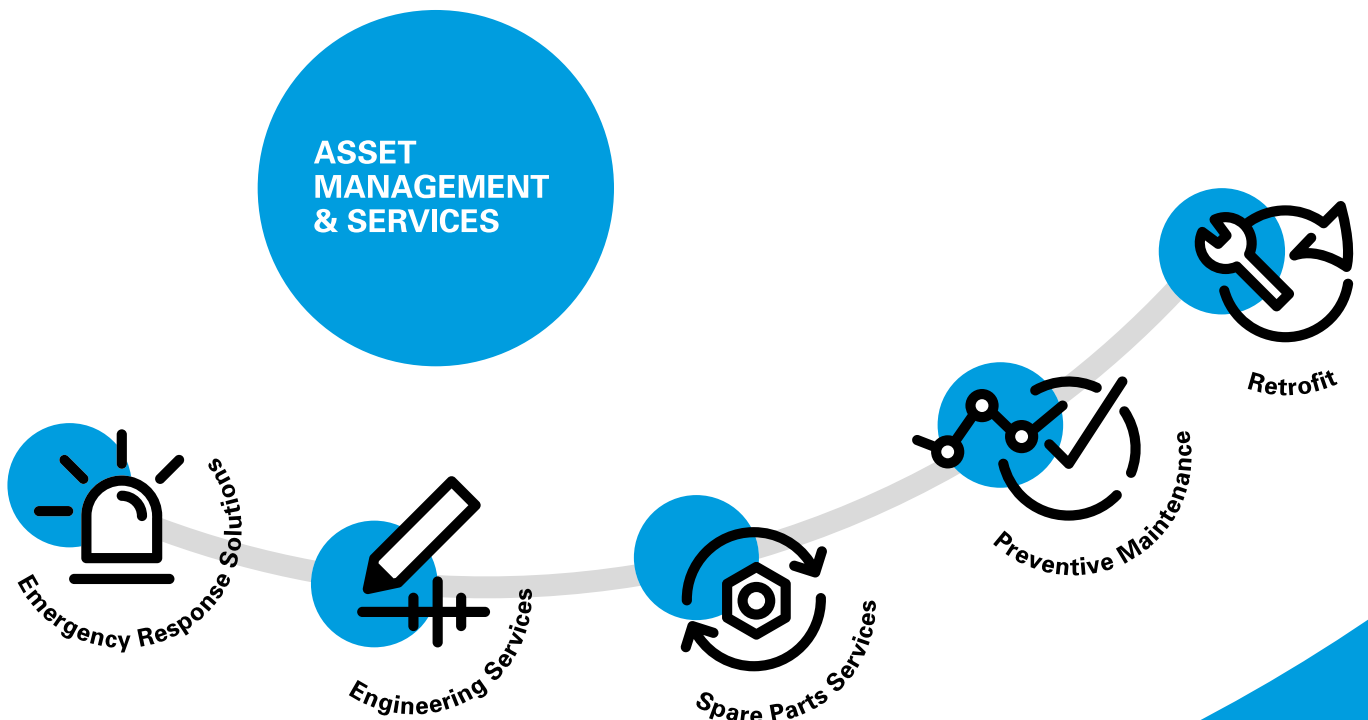 ASSET
MANAGEMENT
& SERVICES
Emergency Response Solutions
Engineering Services
Spare Parts Services
Preventive Maintenance
Retrofit